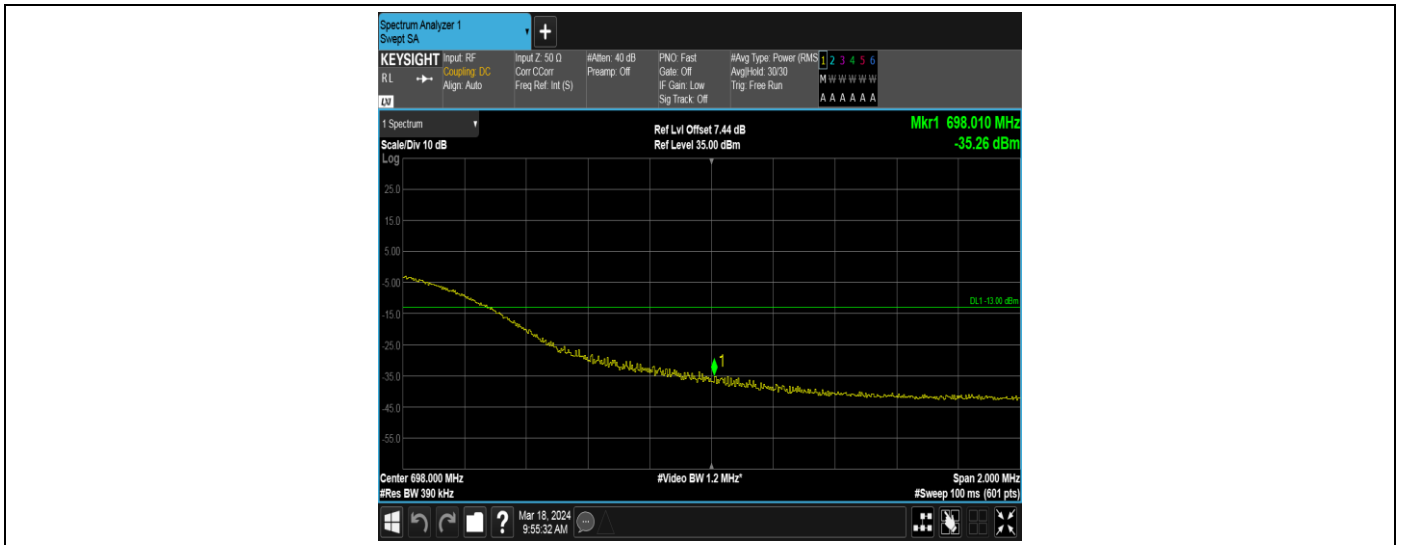 Spectrum Analyzer 1
Swept SA
+
KEYSIGHT
RL
LXI
Input: RF
Coupling: DC
Align: Auto
Input Z: 50 Ω
Corr CCorr
Freq Ref: Int (S)
#Atten: 40 dB
Preamp: Off
PNO: Fast
Gate: Off
IF Gain: Low
Sig Track: Off
#Avg Type: Power (RMS
Avg|Hold: 30/30
Trig: Free Run
1 2 3 4 5 6
M W W W W W
A A A A A A
1 Spectrum
Scale/Div 10 dB
Ref Lvl Offset 7.44 dB
Ref Level 35.00 dBm
Mkr1 698.010 MHz
-35.26 dBm
Log
25.0
15.0
5.00
-5.00
DL1 -13.00 dBm
-15.0
-25.0
1
-35.0
-45.0
-55.0
Center 698.000 MHz
#Res BW 390 kHz
#Video BW 1.2 MHz*
Span 2.000 MHz
#Sweep 100 ms (601 pts)
?
Mar 18, 2024
9:55:32 AM